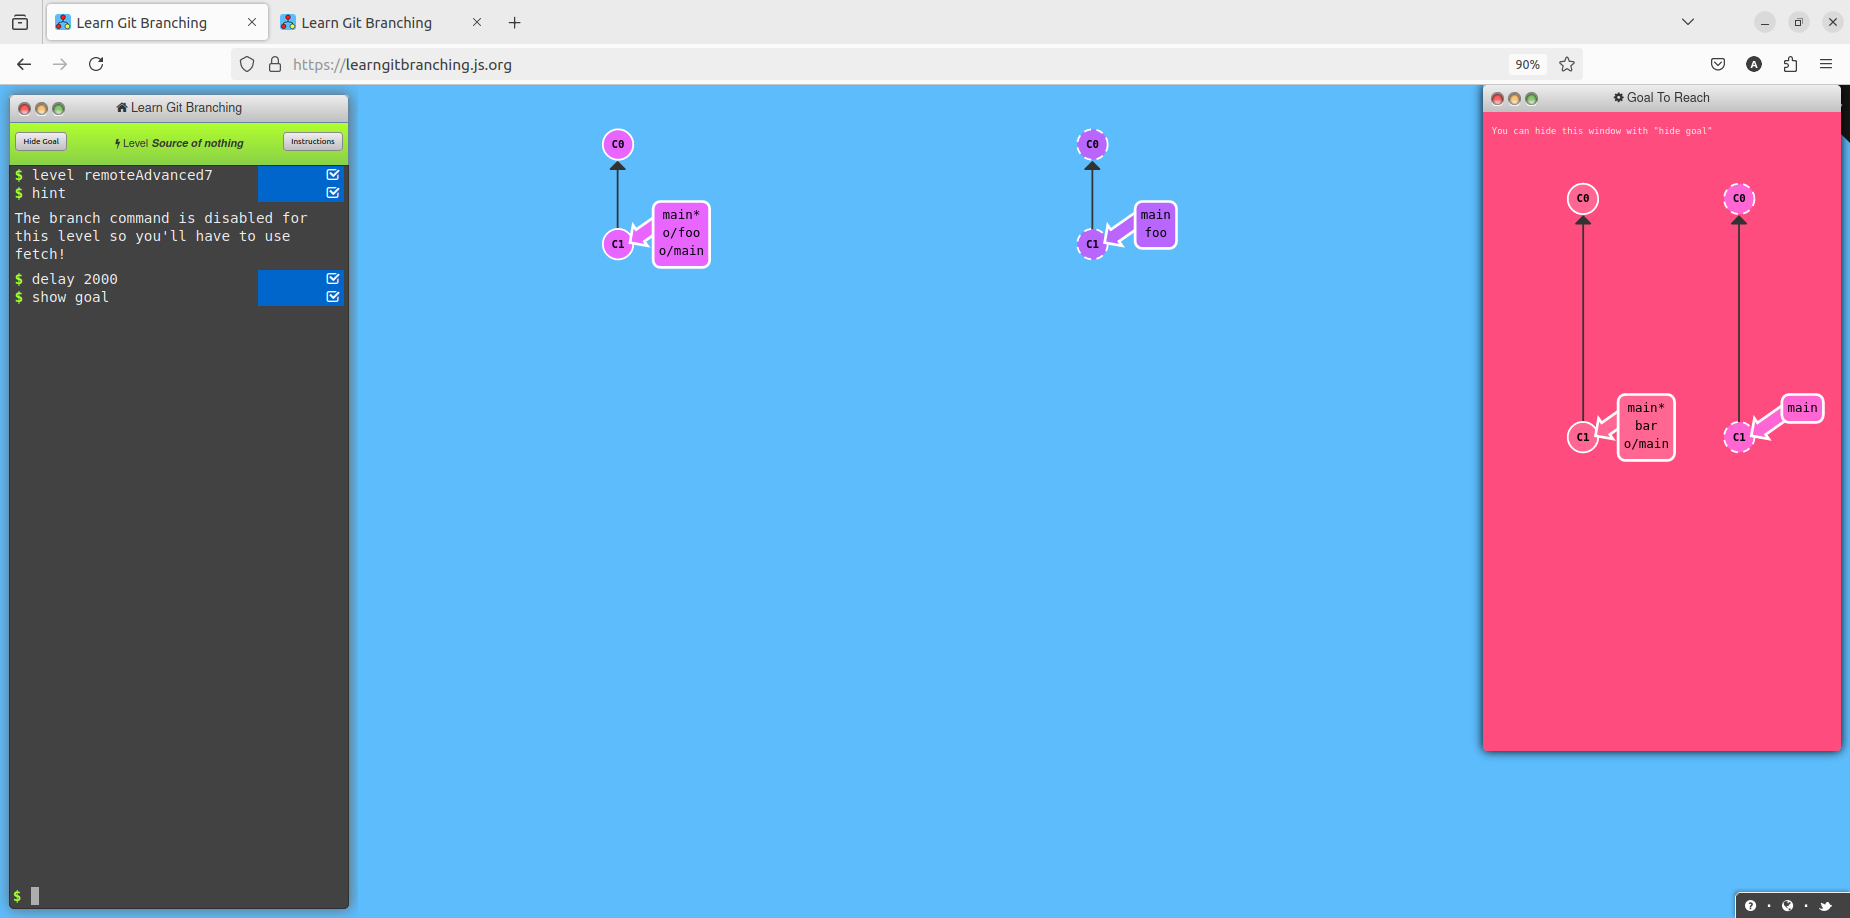 Learn Git Branching
Learn Git Branching
https://learngitbranching.js.org
90%
A
Learn Git Branching
Hide Goal
Level Source of nothing
Instructions
$ level remoteAdvanced7
$ hint
The branch command is disabled for
this level so you'll have to use
fetch!
$ delay 2000
$ show goal
$
C0
C1
main*
o/foo
o/main
C0
C1
main
foo
Goal To Reach
You can hide this window with "hide goal"
C0
C1
main*
bar
o/main
C0
C1
main